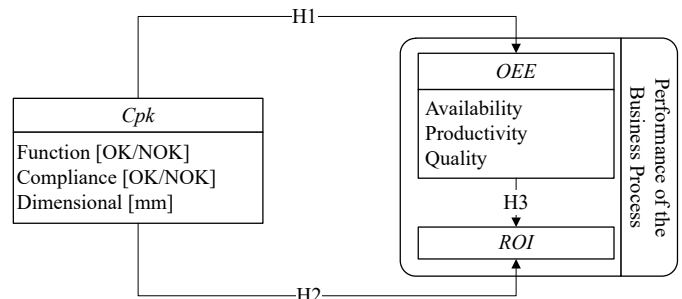 H1
Cpk
Function [OK/NOK]
Compliance [OK/NOK]
Dimensional [mm]
OEE
Availability
Productivity
Quality
H3
ROI
H2
Performance of the
Business Process